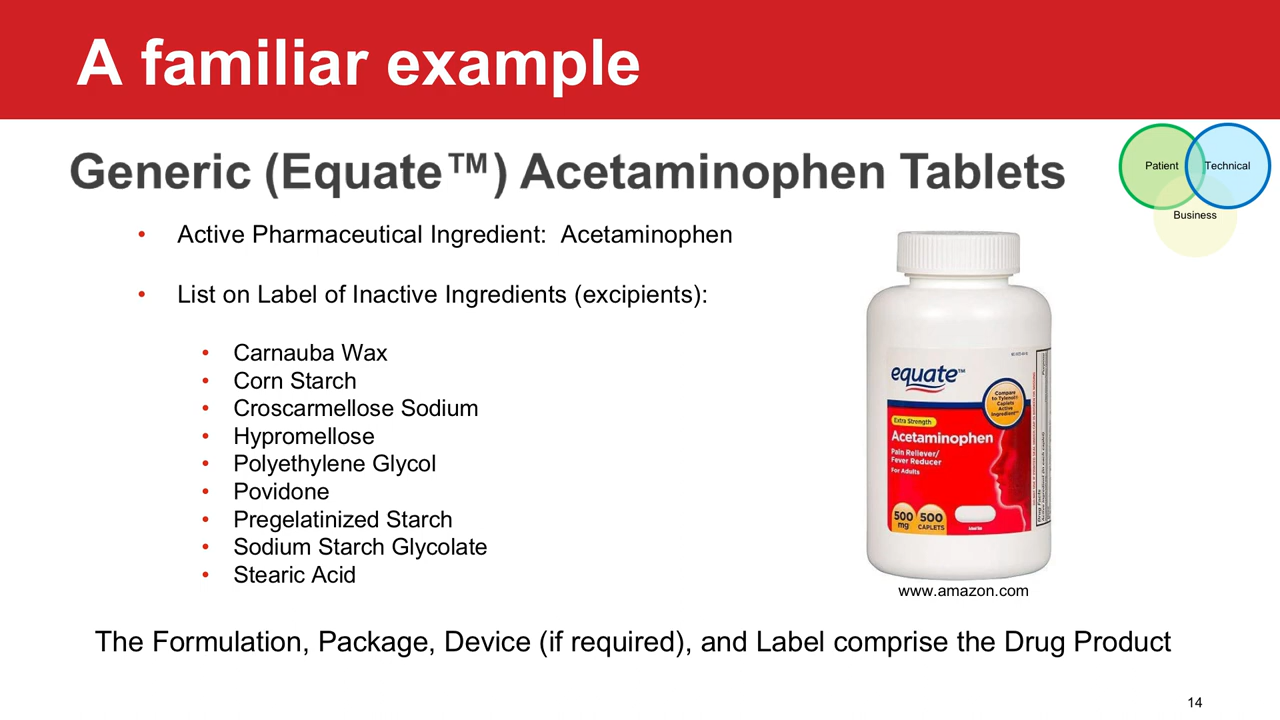 A familiar example
Generic (Equate™) Acetaminophen Tablets
Patient
Technical
Business
• Active Pharmaceutical Ingredient: Acetaminophen
• List on Label of Inactive Ingredients (excipients):
• Carnauba Wax
• Corn Starch
• Croscarmellose Sodium
• Hypromellose
• Polyethylene Glycol
• Povidone
• Pregelatinized Starch
• Sodium Starch Glycolate
• Stearic Acid
equate™
Compare
to Tylenol®
Caplets
Active
Ingredient
Extra Strength
Acetaminophen
Pain Reliever/
Fever Reducer
For Adults
500
mg
500
CAPLETS
Drug Facts
www.amazon.com
The Formulation, Package, Device (if required), and Label comprise the Drug Product
14